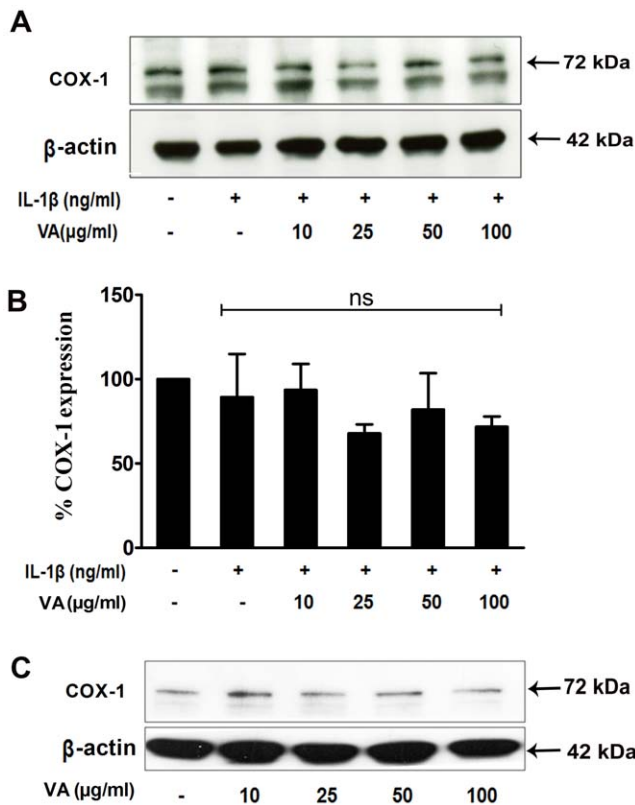 A
COX-1
← 72 kDa
β-actin
← 42 kDa
IL-1β (ng/ml) - + + + + +
VA(µg/ml) - - 10 25 50 100
B
ns
150
100
50
0
% COX-1 expression
IL-1β (ng/ml) - + + + + +
VA (µg/ml) - - 10 25 50 100
C
COX-1
← 72 kDa
β-actin
← 42 kDa
VA (µg/ml) - 10 25 50 100